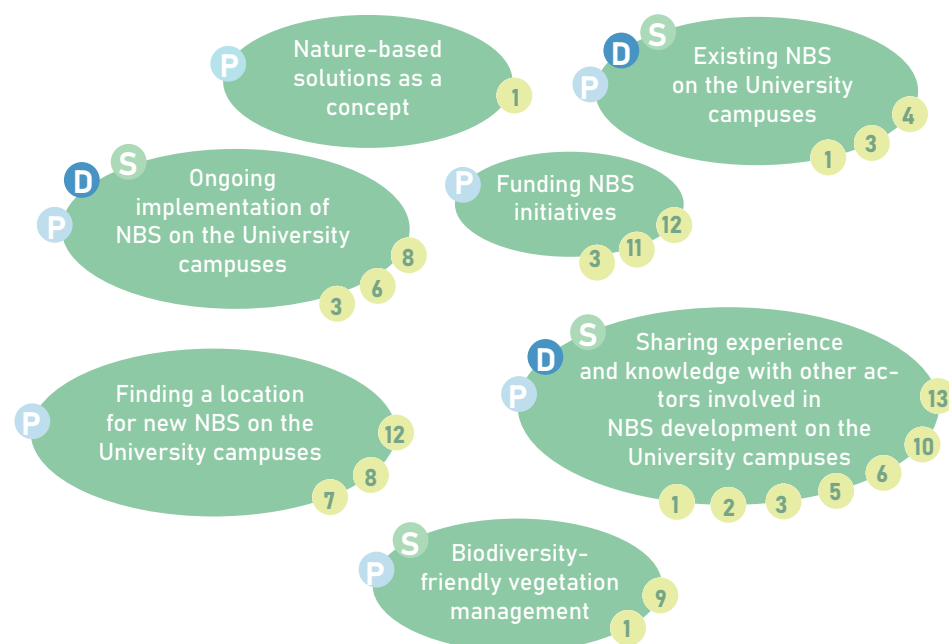 P
Nature-based
solutions as a
concept
1
S
D
P
Existing NBS
on the University
campuses
1
3
4
S
D
P
Ongoing
implementation of
NBS on the University
campuses
3
6
8
P
Funding NBS
initiatives
3
11
12
P
Finding a location
for new NBS on the
University campuses
7
8
12
S
D
P
Sharing experience
and knowledge with other ac-
tors involved in
NBS development on the
University campuses
1
2
3
5
6
10
13
S
P
Biodiversity-
friendly vegetation
management
1
9